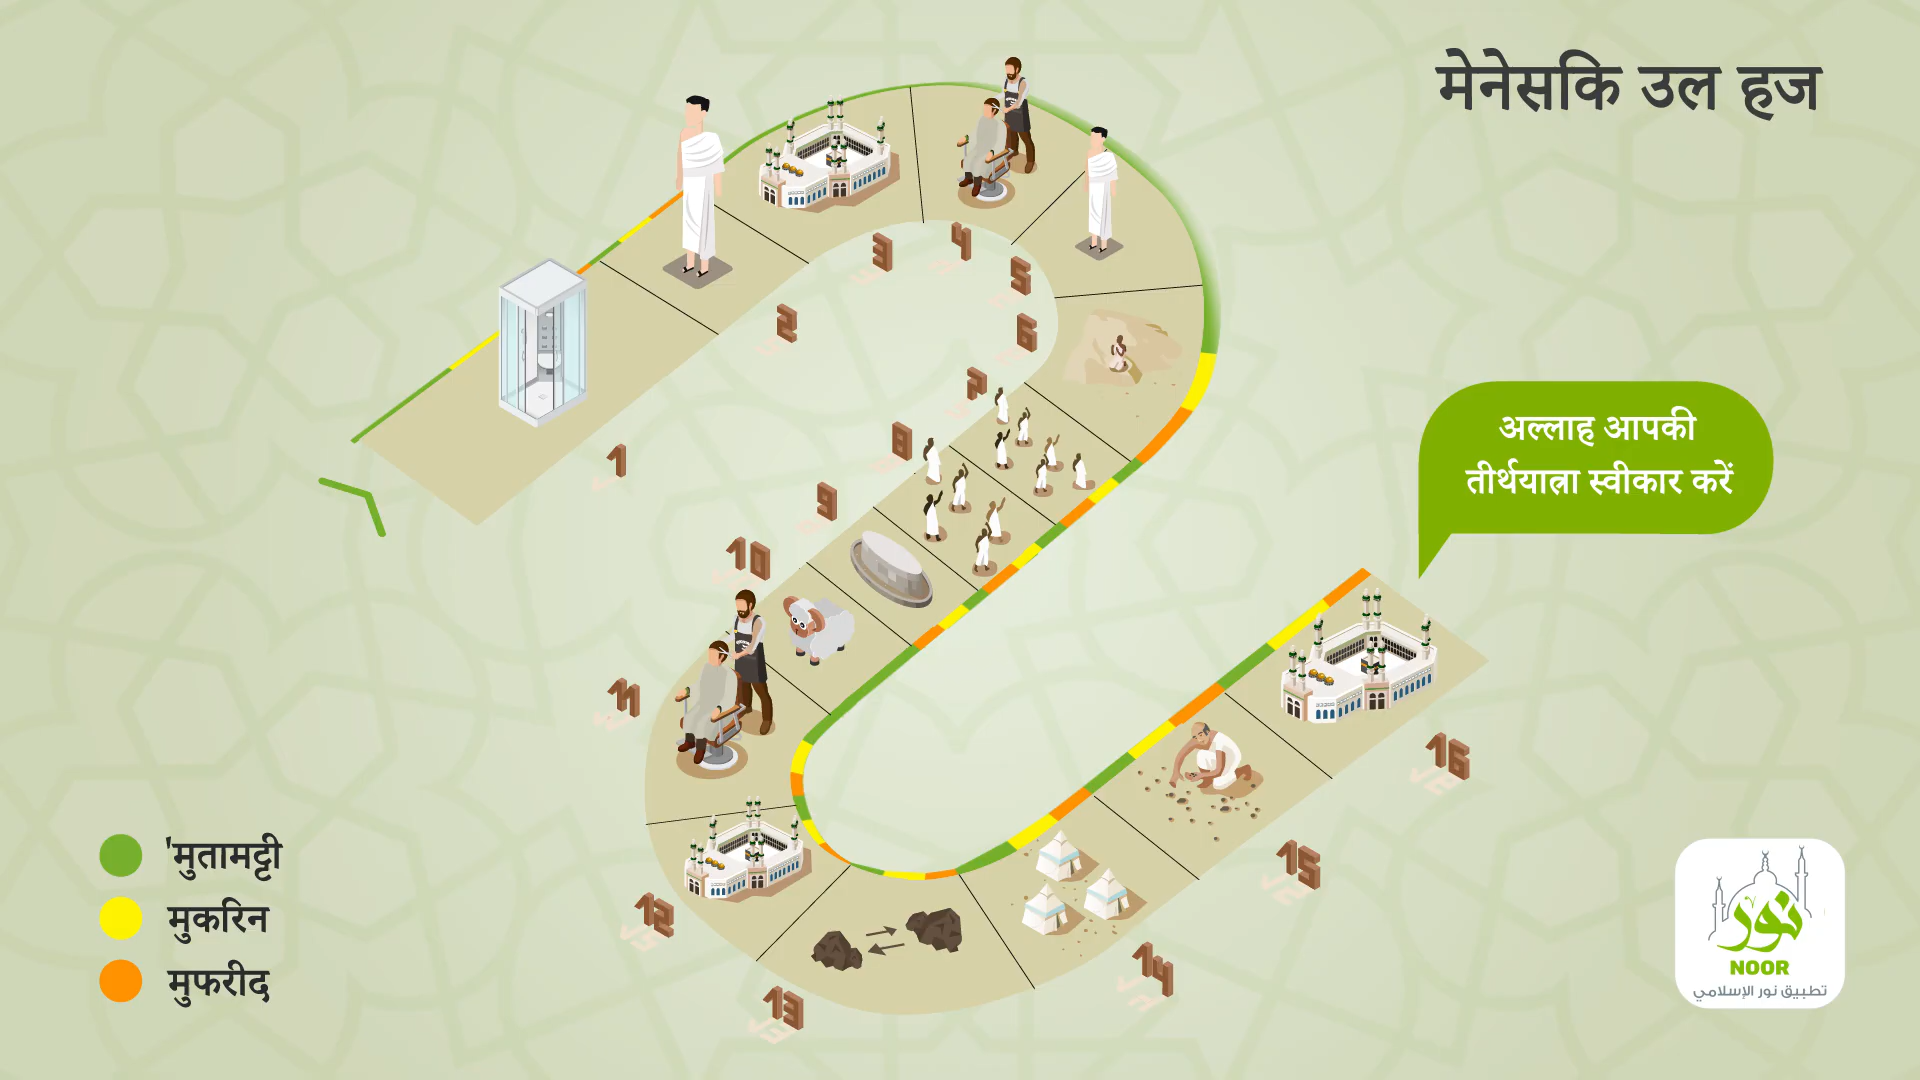 मेनेसकि उल हज
1
2
3
4
5
6
7
8
9
10
11
12
13
14
15
16
अल्लाह आपकी
तीर्थयात्रा स्वीकार करें
'मुतामट्टी
मुकरिन
मुफरीद
نور
NOOR
تطبيق نور الإسلامي